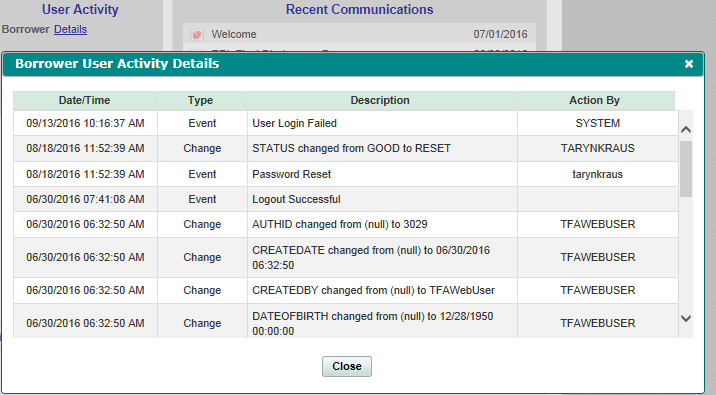 User Activity
Recent Communications
Borrower Details
Welcome 07/01/2016
Borrower User Activity Details
Date/Time Type Description Action By
09/13/2016 10:16:37 AM Event User Login Failed SYSTEM
08/18/2016 11:52:39 AM Change STATUS changed from GOOD to RESET TARYNKRAUS
08/18/2016 11:52:39 AM Event Password Reset tarynkraus
06/30/2016 07:41:08 AM Event Logout Successful
06/30/2016 06:32:50 AM Change AUTHID changed from (null) to 3029 TFAWEBUSER
06/30/2016 06:32:50 AM Change CREATEDATE changed from (null) to 06/30/2016
06:32:50 TFAWEBUSER
06/30/2016 06:32:50 AM Change CREATEDBY changed from (null) to TFAWebUser TFAWEBUSER
06/30/2016 06:32:50 AM Change DATEOFBIRTH changed from (null) to 12/28/1950
00:00:00 TFAWEBUSER
Close